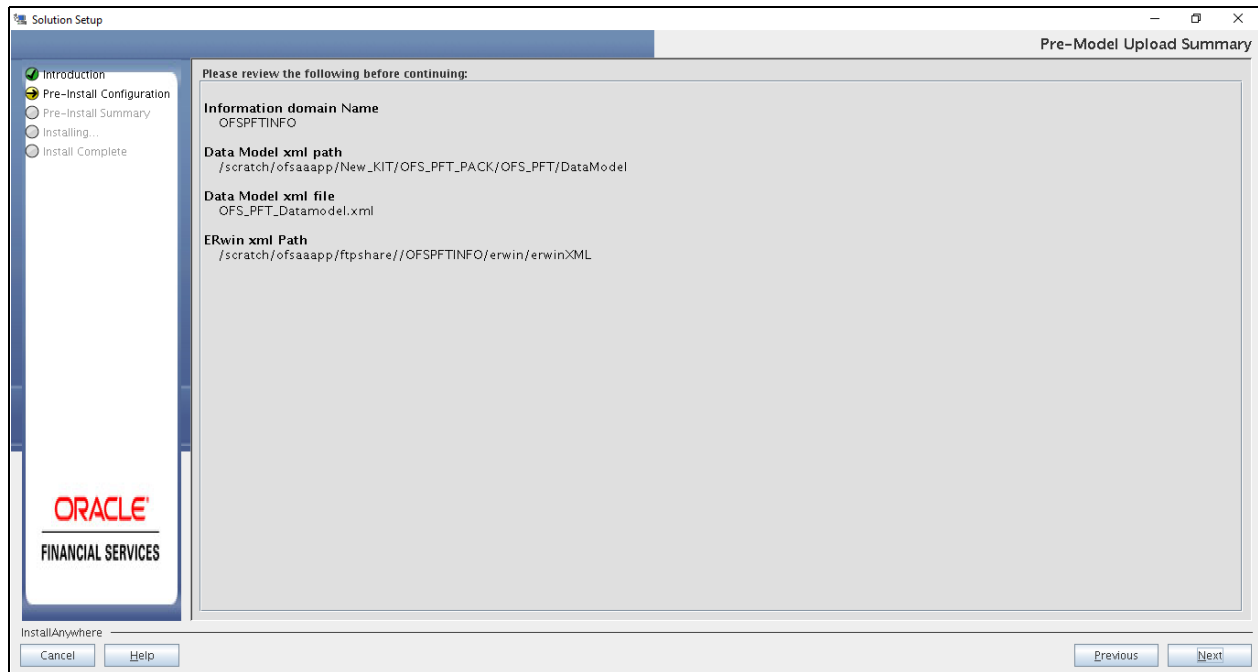 Solution Setup
Pre-Model Upload Summary
Introduction
Pre-Install Configuration
Pre-Install Summary
Installing...
Install Complete
Please review the following before continuing:
Information domain Name
OFSPFTINFO
Data Model xml path
/scratch/ofsaaapp/New_KIT/OFS_PFT_PACK/OFS_PFT/DataModel
Data Model xml file
OFS_PFT_Datamodel.xml
ERwin xml Path
/scratch/ofsaaapp/ftpshare//OFSPFTINFO/erwin/erwinXML
ORACLE
FINANCIAL SERVICES
InstallAnywhere
Cancel Help Previous Next